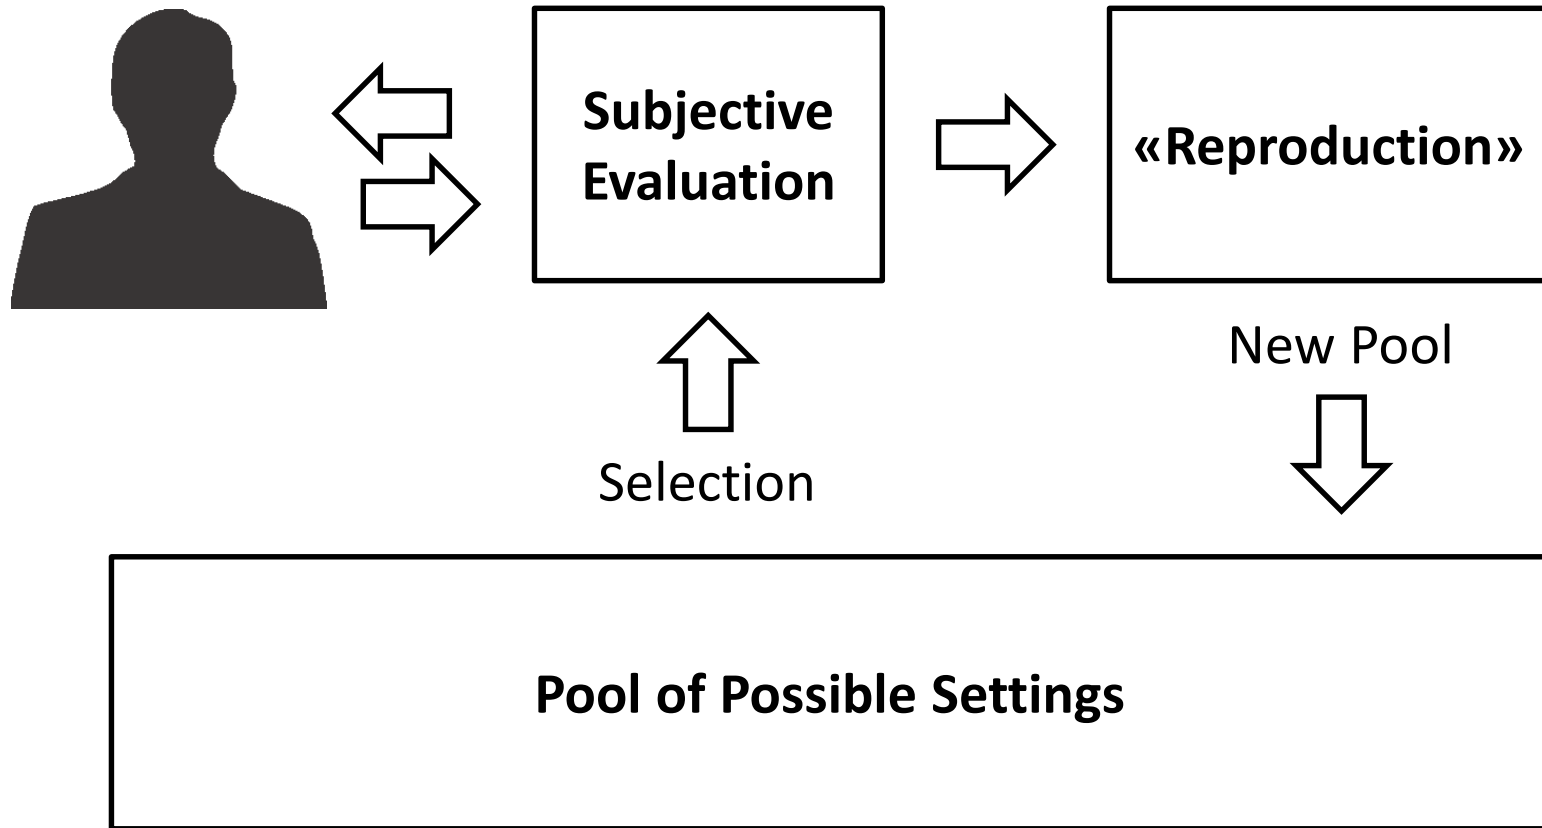 Subjective
Evaluation
«Reproduction»
New Pool
Selection
Pool of Possible Settings